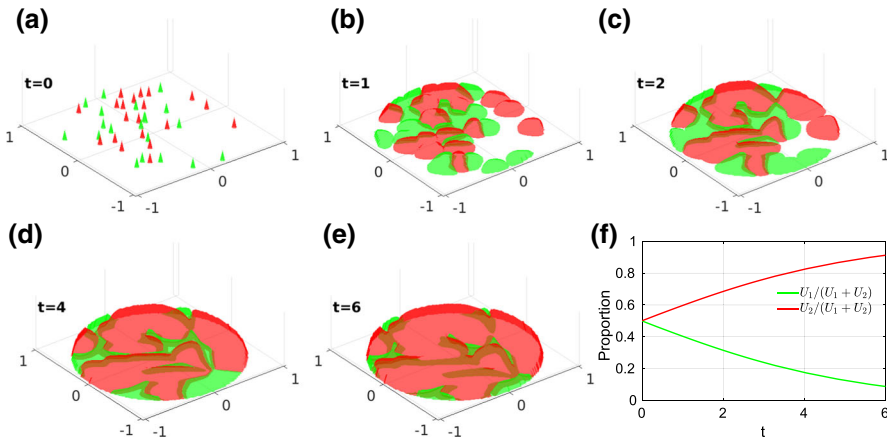 (a)
t=0
1
0
-1
-1
0
1
(b)
t=1
1
0
-1
-1
0
1
(c)
t=2
1
0
-1
-1
0
1
(d)
t=4
1
0
-1
-1
0
1
(e)
t=6
1
0
-1
-1
0
1
(f)
1
0.8
0.6
0.4
0.2
0
Proportion
U₁/(U₁ + U₂)
U₂/(U₁ + U₂)
0 2 4 6
t